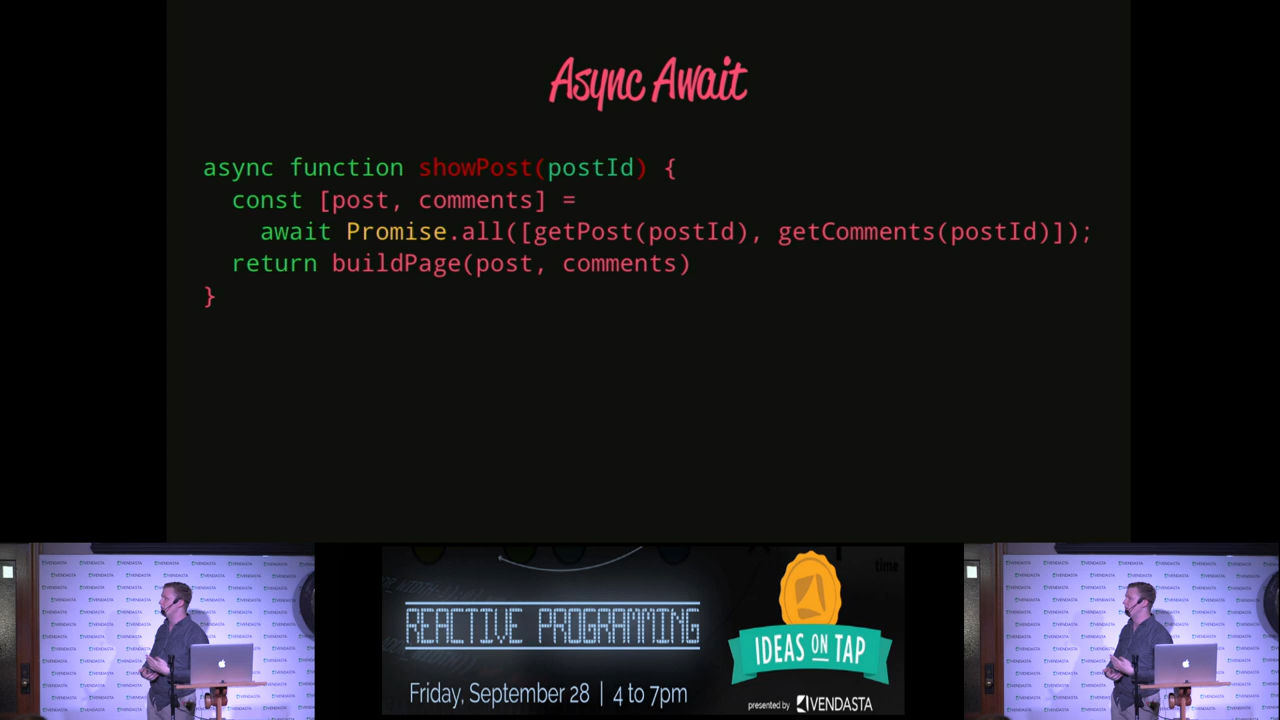 Async Await
async function showPost(postId) {
const [post, comments] =
await Promise.all([getPost(postId), getComments(postId)]);
return buildPage(post, comments)
}
time
REACTIVE PROGRAMMING
IDEAS ON TAP
Friday, September 28 | 4 to 7pm
presented by VENDASTA